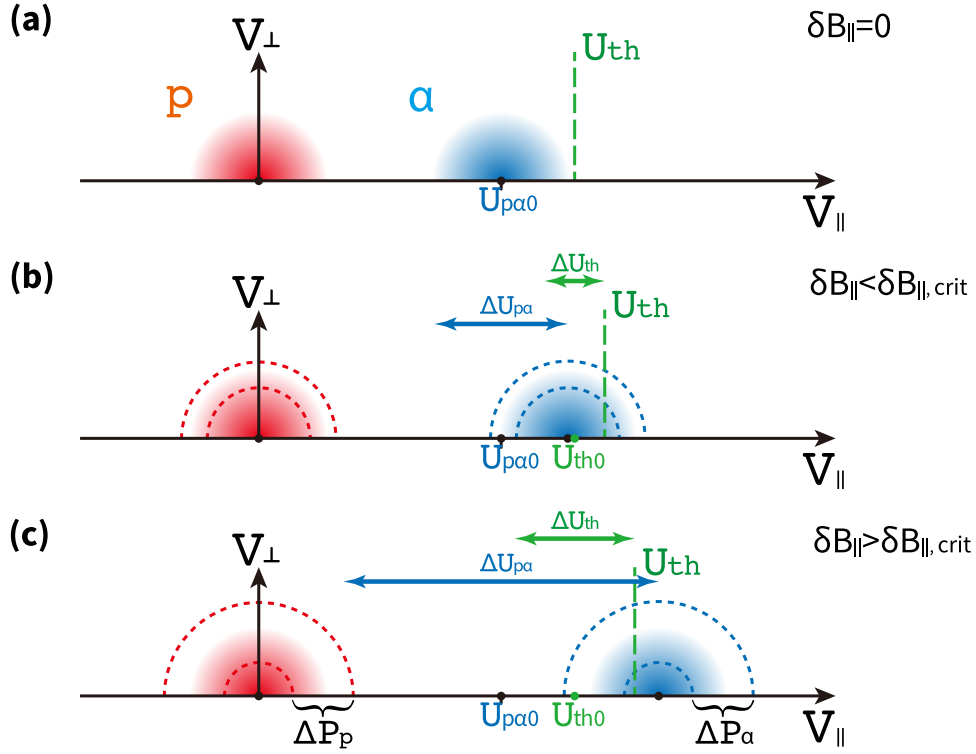 (a)
δB∥=0
V⊥
Uth
p
α
Upα0
V∥
(b)
δB∥<δB∥,crit
ΔUth
V⊥
ΔUpα
Uth
Upα0
Uth0
V∥
(c)
δB∥>δB∥,crit
ΔUth
V⊥
ΔUpα
Uth
Upα0
Uth0
V∥
ΔPp
ΔPα